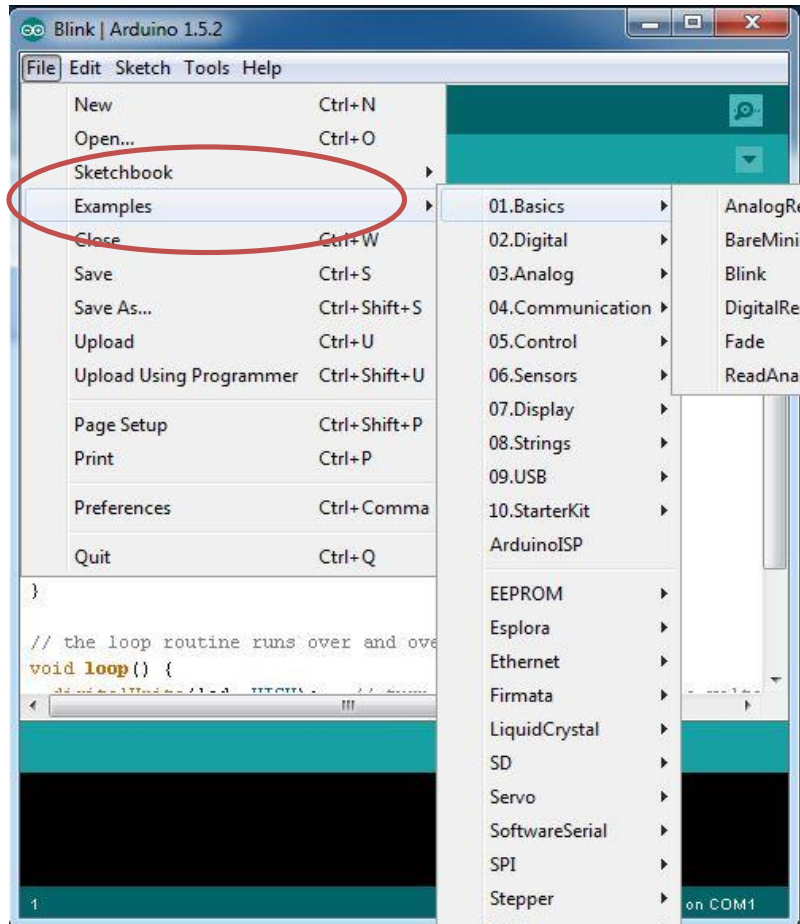 Blink | Arduino 1.5.2
File Edit Sketch Tools Help
New Ctrl+N
Open... Ctrl+O
Sketchbook
Examples
Close Ctrl+W
Save Ctrl+S
Save As... Ctrl+Shift+S
Upload Ctrl+U
Upload Using Programmer Ctrl+Shift+U
Page Setup Ctrl+Shift+P
Print Ctrl+P
Preferences Ctrl+Comma
Quit Ctrl+Q
01.Basics
02.Digital
03.Analog
04.Communication
05.Control
06.Sensors
07.Display
08.Strings
09.USB
10.StarterKit
ArduinoISP
EEPROM
Esplora
Ethernet
Firmata
LiquidCrystal
SD
Servo
SoftwareSerial
SPI
Stepper
AnalogRe
BareMini
Blink
DigitalRe
Fade
ReadAna
}
// the loop routine runs over and ove
void loop() {
1
on COM1